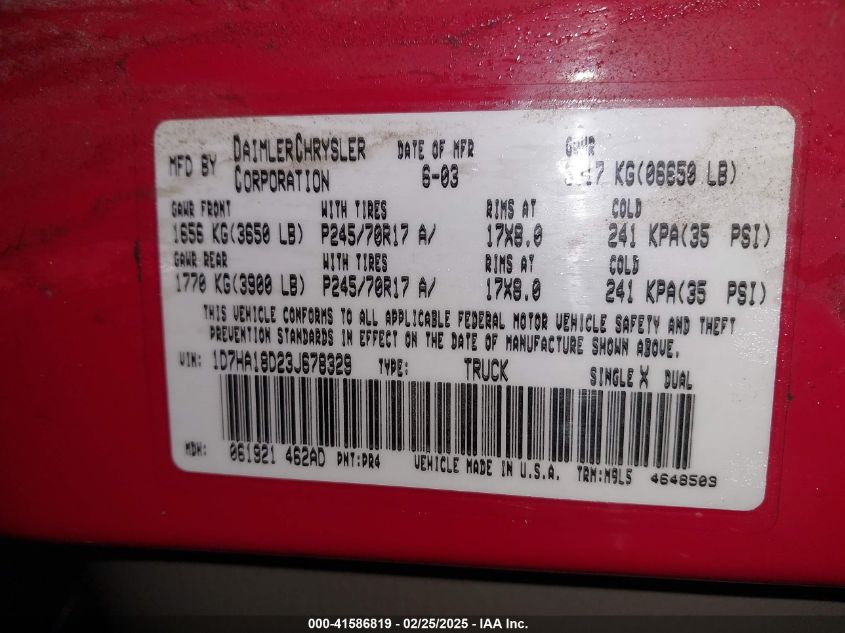 MFD BY DAIMLERCHRYSLER CORPORATION DATE OF MFR 6-03 GVWR KG(06650 LB)
GAWR FRONT WITH TIRES RIMS AT COLD
1656 KG(3650 LB) P245/70R17 A/ 17X8.0 241 KPA(35 PSI)
GAWR REAR WITH TIRES RIMS AT COLD
1770 KG(3900 LB) P245/70R17 A/ 17X8.0 241 KPA(35 PSI)
THIS VEHICLE CONFORMS TO ALL APPLICABLE FEDERAL MOTOR VEHICLE SAFETY AND THEFT
PREVENTION STANDARDS IN EFFECT ON THE DATE OF MANUFACTURE SHOWN ABOVE.
VIN: 1D7HA18D23J678329 TYPE: TRUCK SINGLE X DUAL
MDH: 061921 462AD PNT:PR4 VEHICLE MADE IN U.S.A. TRM:M9L5 4648509
000-41586819 - 02/25/2025 - IAA Inc.